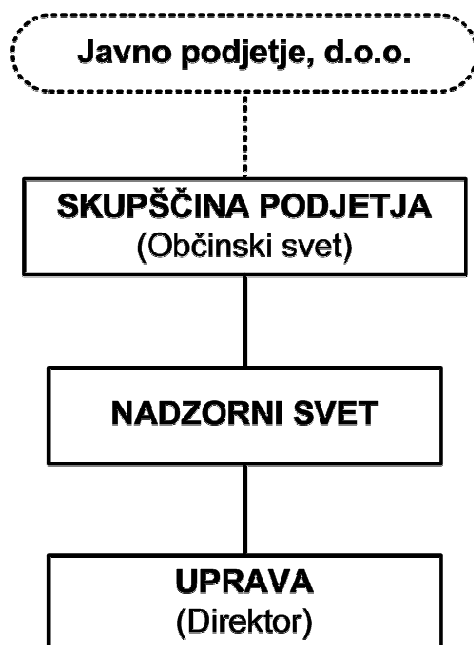 Javno podjetje, d.o.o.
SKUPŠČINA PODJETJA
(Občinski svet)
NADZORNI SVET
UPRAVA
(Direktor)